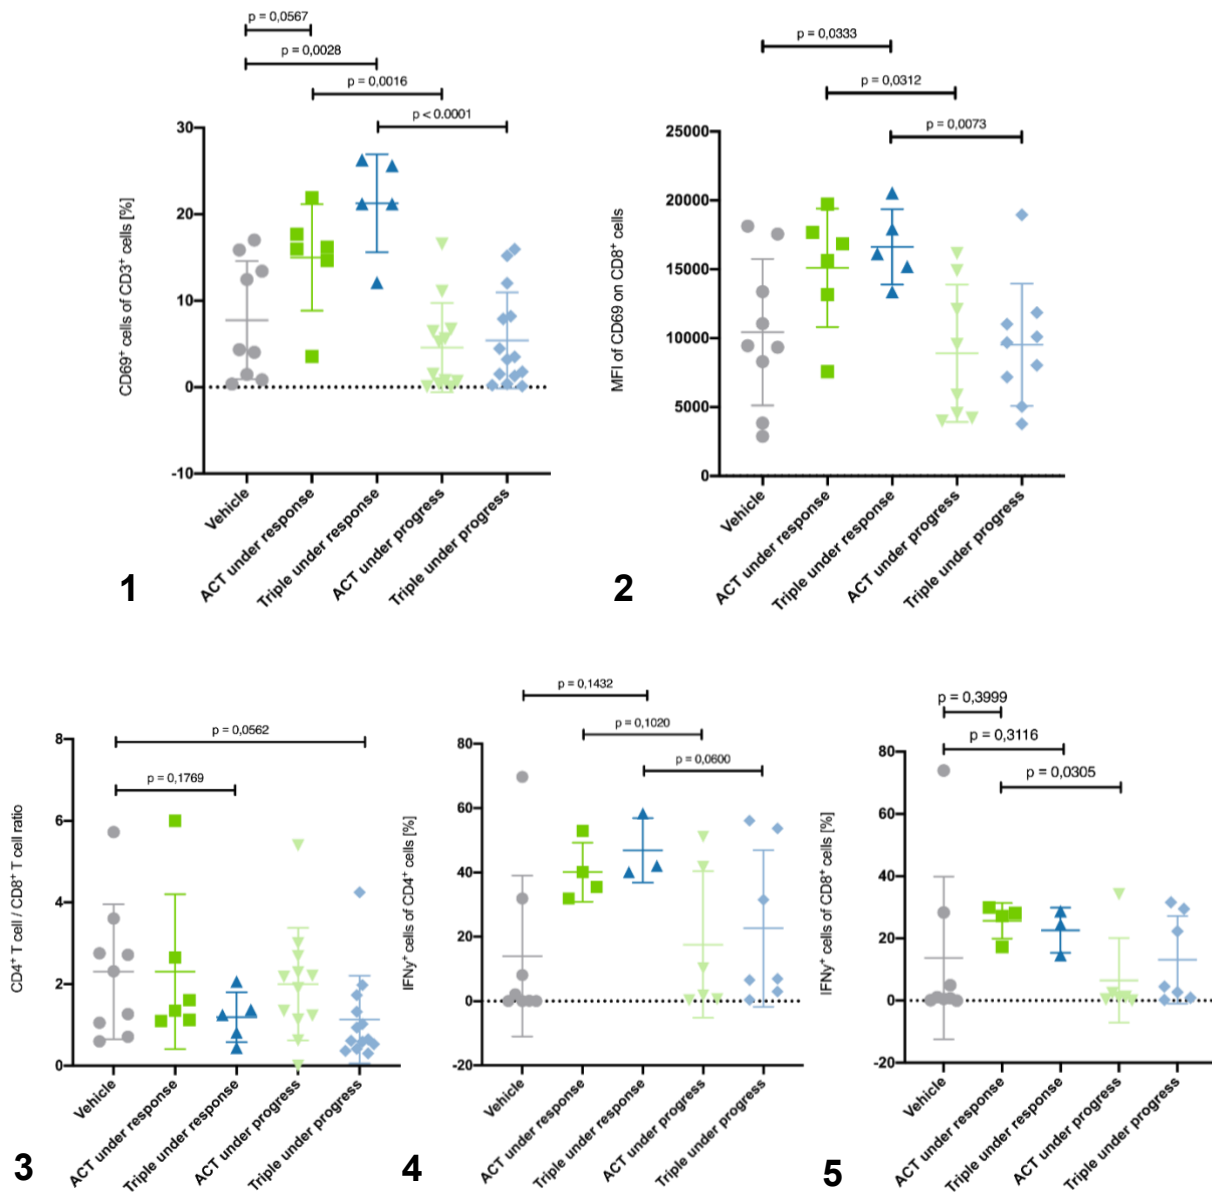 p = 0,0567
p = 0,0028
p = 0,0016
p < 0.0001
30
20
10
0
-10
CD69⁺ cells of CD3⁺ cells [%]
Vehicle
ACT under response
Triple under response
ACT under progress
Triple under progress
1
p = 0,0333
p = 0,0312
p = 0,0073
25000
20000
15000
10000
5000
0
MFI of CD69 on CD8⁺ cells
Vehicle
ACT under response
Triple under response
ACT under progress
Triple under progress
2
p = 0,0562
p = 0,1769
8
6
4
2
0
CD4⁺ T cell / CD8⁺ T cell ratio
Vehicle
ACT under response
Triple under response
ACT under progress
Triple under progress
3
p = 0,1432
p = 0,1020
p = 0,0600
80
60
40
20
0
-20
IFNγ⁺ cells of CD4⁺ cells [%]
Vehicle
ACT under response
Triple under response
ACT under progress
Triple under progress
4
p = 0,3999
p = 0,3116
p = 0,0305
80
60
40
20
0
-20
IFNγ⁺ cells of CD8⁺ cells [%]
Vehicle
ACT under response
Triple under response
ACT under progress
Triple under progress
5